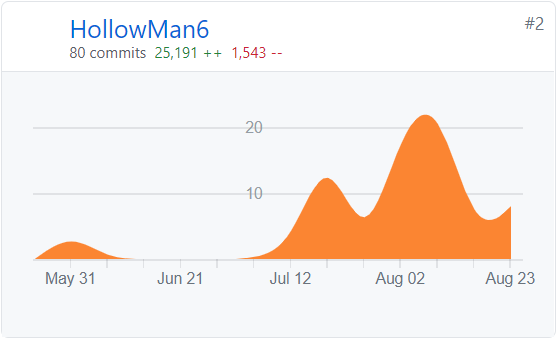 HollowMan6
#2
80 commits 25,191 ++ 1,543 --
20
10
May 31 Jun 21 Jul 12 Aug 02 Aug 23